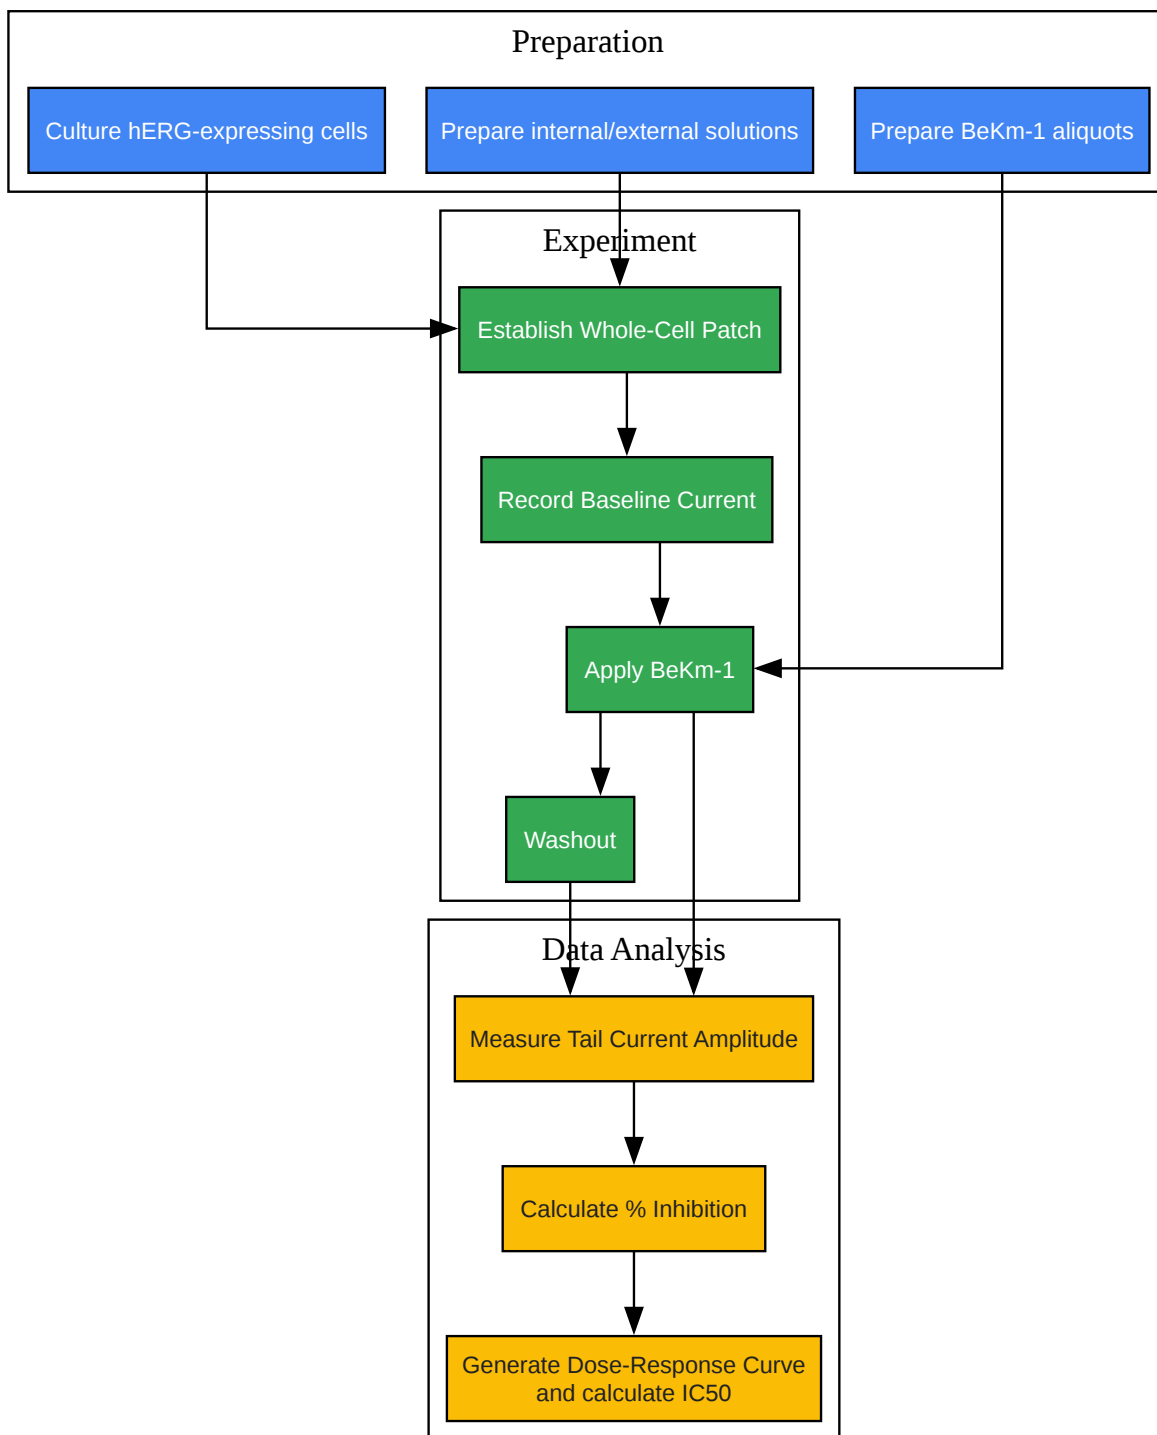 Preparation
Culture hERG-expressing cells
Prepare internal/external solutions
Prepare BeKm-1 aliquots
Experiment
Establish Whole-Cell Patch
Record Baseline Current
Apply BeKm-1
Washout
Data Analysis
Measure Tail Current Amplitude
Calculate % Inhibition
Generate Dose-Response Curve
and calculate IC50